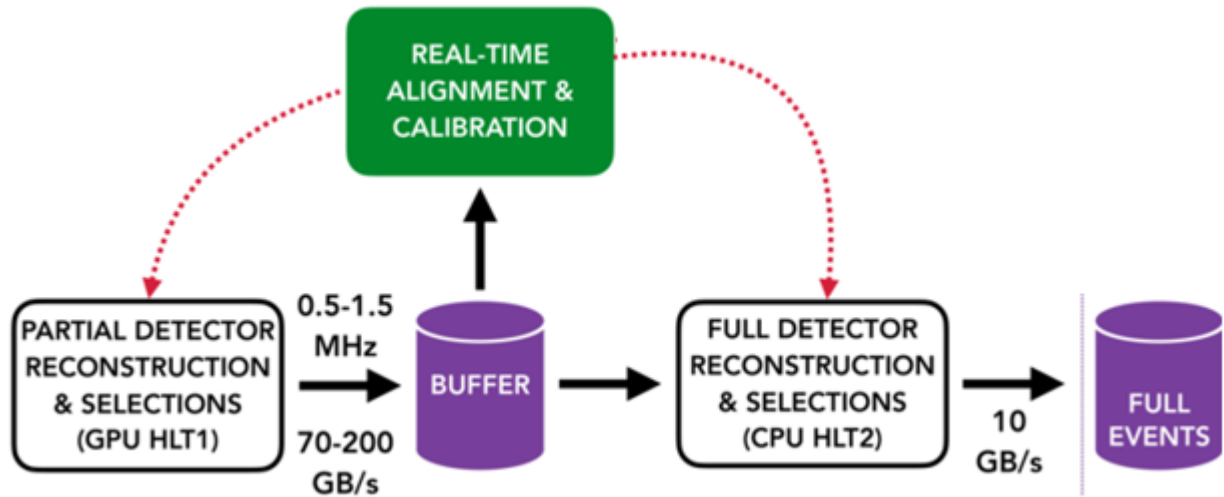 REAL-TIME
ALIGNMENT &
CALIBRATION
PARTIAL DETECTOR
RECONSTRUCTION
& SELECTIONS
(GPU HLT1)
0.5-1.5
MHz
70-200
GB/s
BUFFER
FULL DETECTOR
RECONSTRUCTION
& SELECTIONS
(CPU HLT2)
10
GB/s
FULL
EVENTS